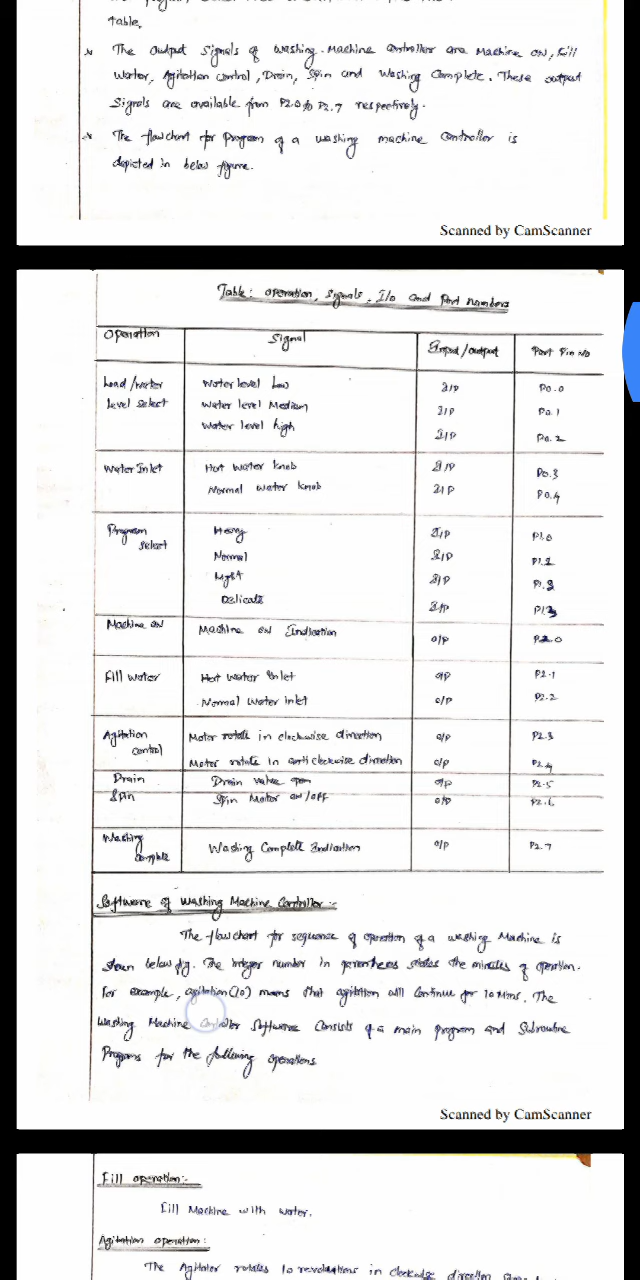 Table.
* The output signals of washing. Machine Controller are Machine on, Fill
Water, Agitation control, Drain, Spin and Washing Complete. These output
Signals are available from P2.0 to P2.7 respectively.
* The flowchart for Program of a washing machine Controller is
depicted in below figure.
Scanned by CamScanner
Table: operation, signals, I/o and Port numbers
Operation Signal Input/output Port Pin No
Load/water Water level Low I/P P0.0
level select Water level Medium I/P P0.1
Water level high I/P P0.2
Water Inlet Hot Water knob I/P P0.3
Normal water knob I/P P0.4
Program Heavy I/P P1.0
select Normal I/P P1.1
Light I/P P1.2
Delicate I/P P1.3
Machine on Machine on Indication o/p P2.0
Fill water Hot Water Inlet o/p P2.1
Normal Water inlet o/p P2.2
Agitation Motor rotate in clockwise direction o/p P2.3
control Motor rotate in anti clockwise direction o/p P2.4
Drain Drain valve open o/p P2.5
Spin Spin Motor on/off o/p P2.6
Washing Washing Complete Indication o/p P2.7
Complete
Software of Washing Machine Controller:-
The flowchart for sequence of operation of a washing Machine is
shown below fig. The integer number in parenthesis states the minutes of operation.
For example, agitation(10) means that agitation will Continue for 10 Mins. The
Washing Machine Controller Software Consists of a main program and Subroutine
Programs for the following operations
Scanned by CamScanner
Fill operation:-
Fill Machine with water.
Agitation operation:
The Agitator rotates 10 revolutions in clockwise direction